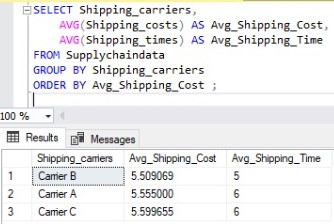 SELECT Shipping_carriers,
AVG(Shipping_costs) AS Avg_Shipping_Cost,
AVG(Shipping_times) AS Avg_Shipping_Time
FROM Supplychaindata
GROUP BY Shipping_carriers
ORDER BY Avg_Shipping_Cost ;
100 %
Results Messages
Shipping_carriers Avg_Shipping_Cost Avg_Shipping_Time
1 Carrier B 5.509069 5
2 Carrier A 5.555000 6
3 Carrier C 5.599655 6